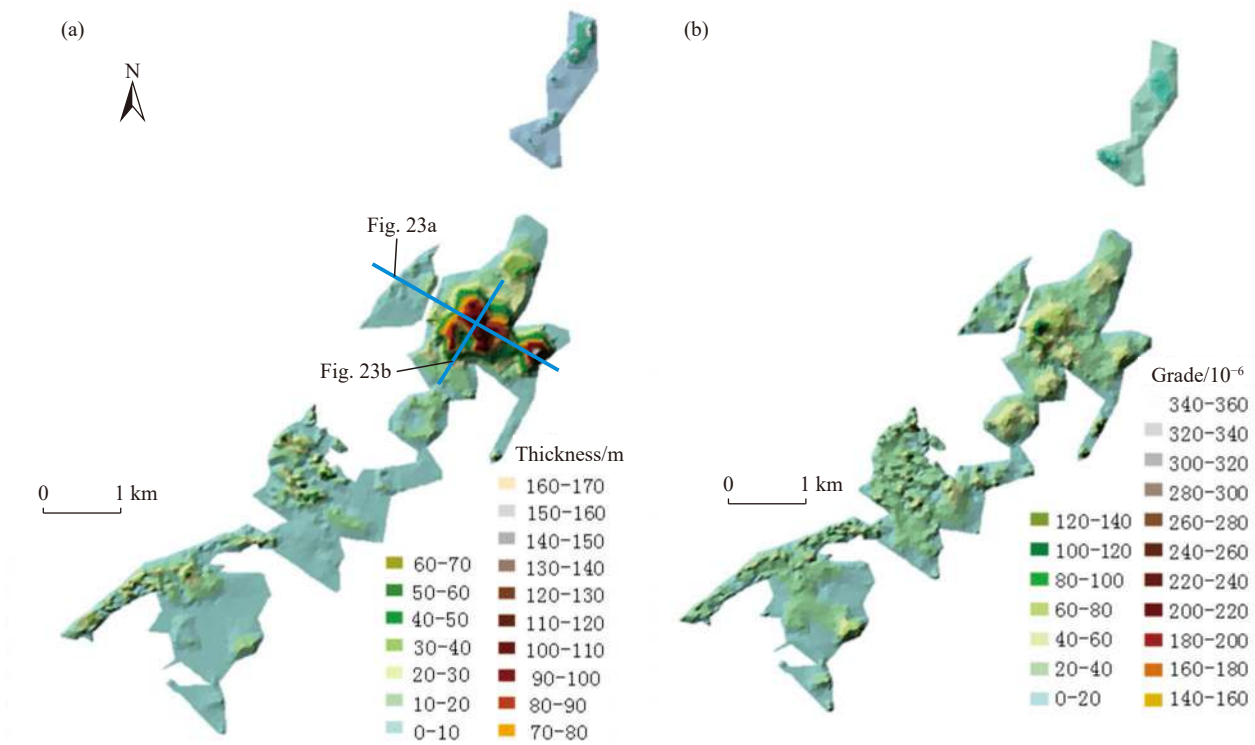 (a)
N
Fig. 23a
Fig. 23b
0 1 km
Thickness/m
160–170
150–160
140–150
60–70 130–140
50–60 120–130
40–50 110–120
30–40 100–110
20–30 90–100
10–20 80–90
0–10 70–80
(b)
0 1 km
Grade/10⁻⁶
340–360
320–340
300–320
280–300
120–140 260–280
100–120 240–260
80–100 220–240
60–80 200–220
40–60 180–200
20–40 160–180
0–20 140–160